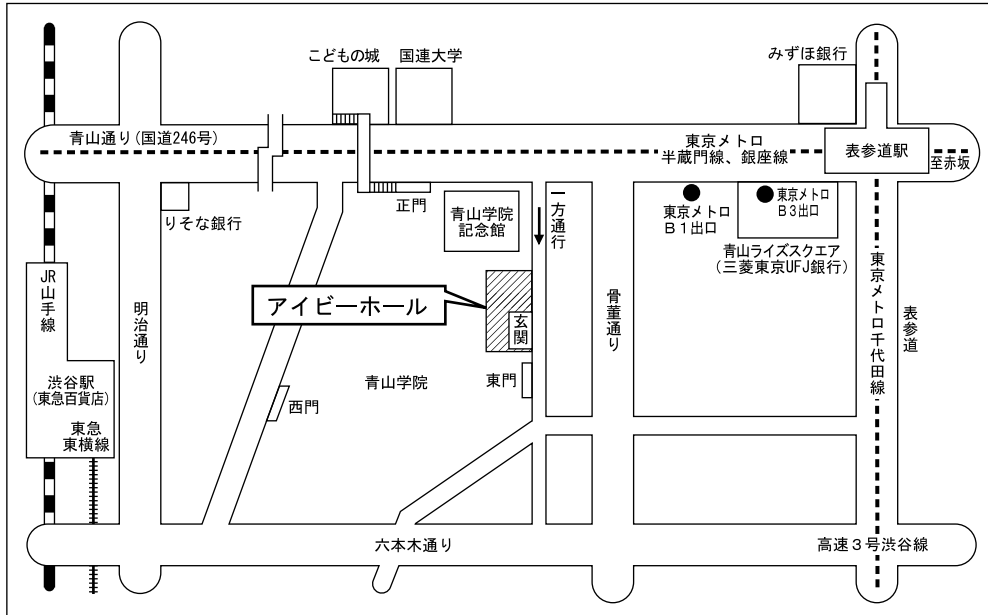 こどもの城
国連大学
みずほ銀行
青山通り(国道246号)
東京メトロ
半蔵門線、銀座線
表参道駅
至赤坂
りそな銀行
正門
青山学院
記念館
一方通行
東京メトロ
B1出口
東京メトロ
B3出口
青山ライズスクエア
(三菱東京UFJ銀行)
JR山手線
明治通り
アイビーホール
玄関
骨董通り
東京メトロ千代田線
表参道
渋谷駅
(東急百貨店)
東急
東横線
西門
青山学院
東門
六本木通り
高速3号渋谷線